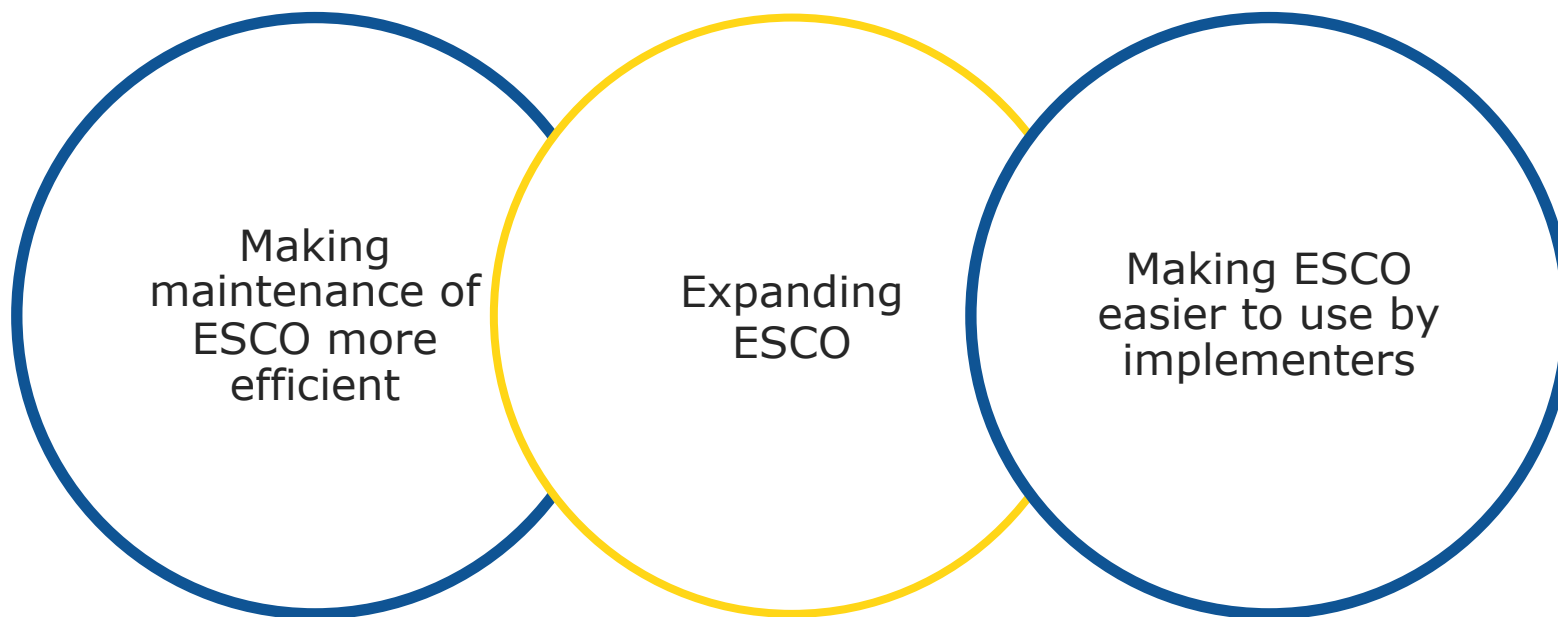 Making
maintenance of
ESCO more
efficient
Expanding
ESCO
Making ESCO
easier to use by
implementers